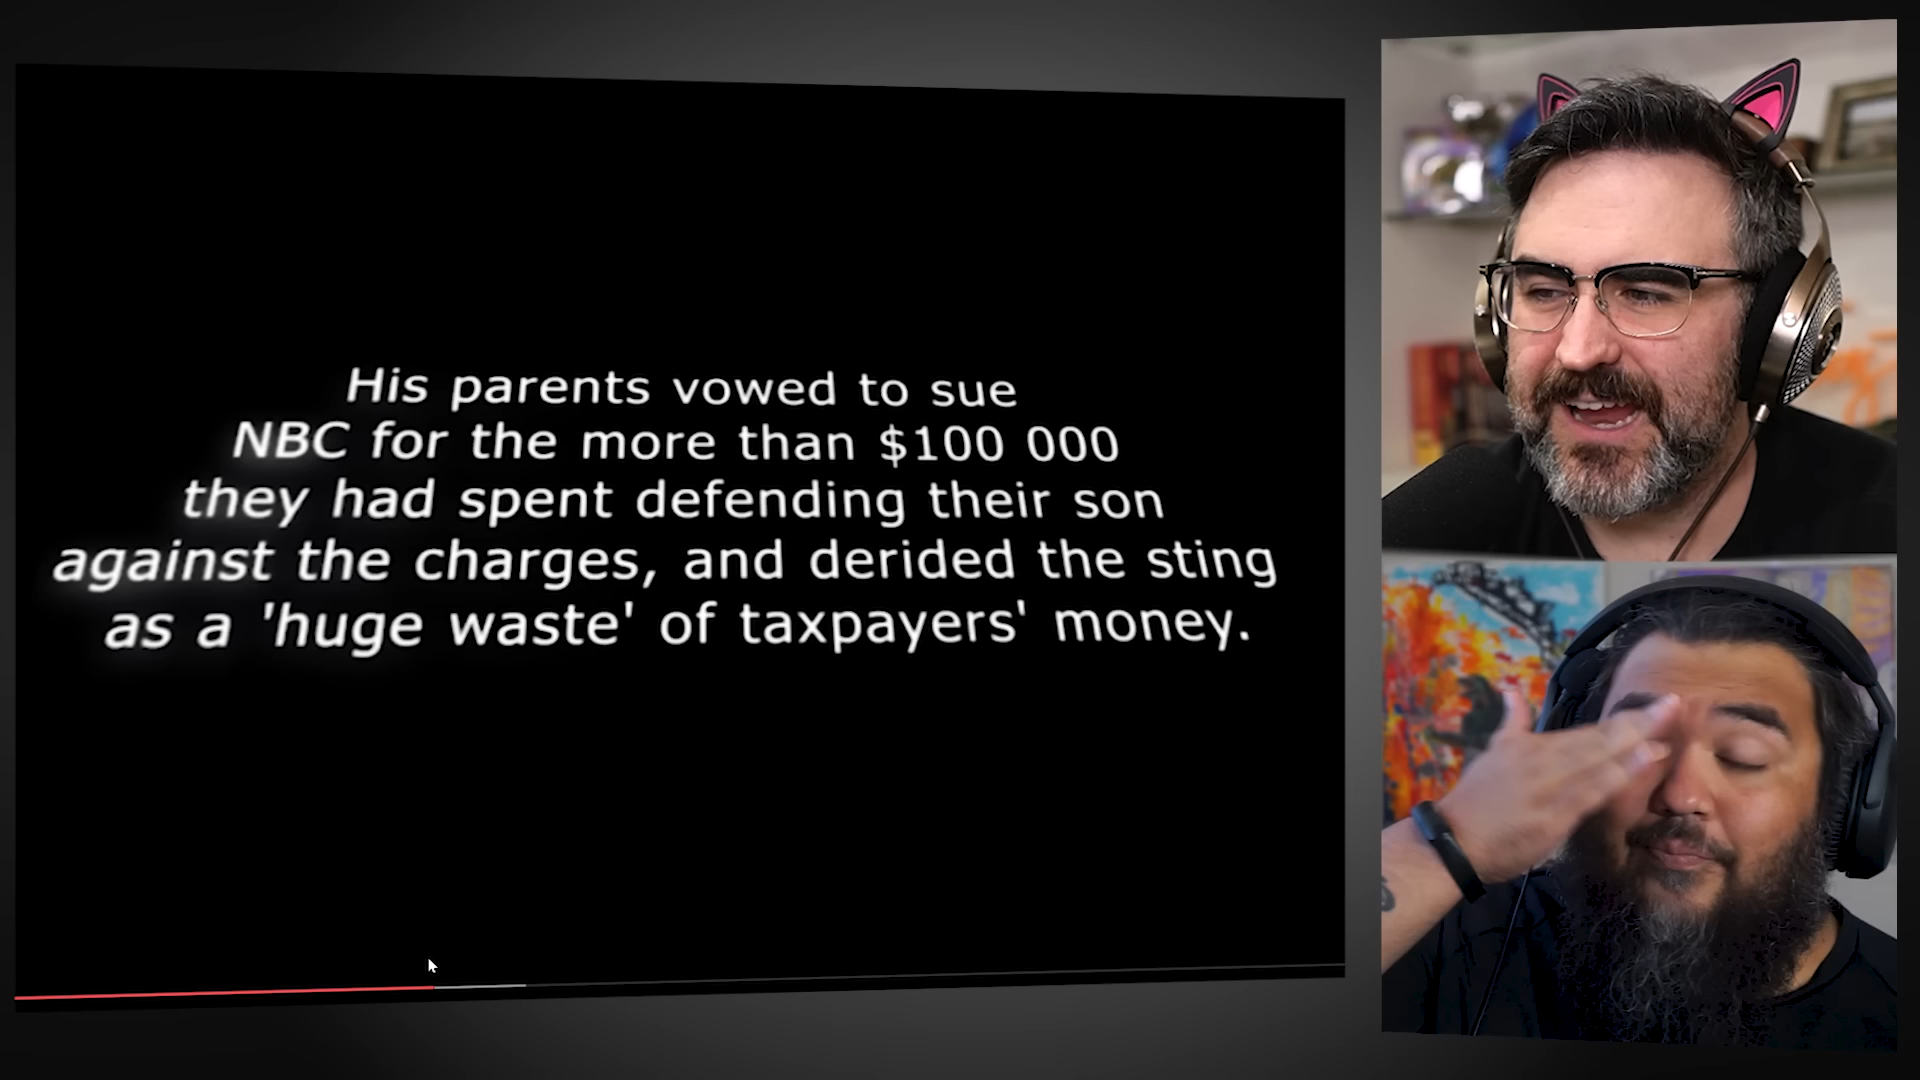 His parents vowed to sue
NBC for the more than $100 000
they had spent defending their son
against the charges, and derided the sting
as a 'huge waste' of taxpayers' money.